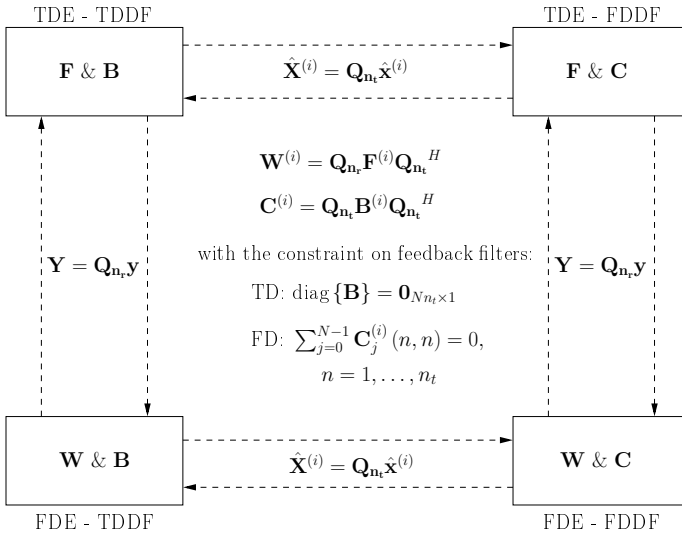 TDE - TDDF
TDE - FDDF
F & B
X̂^(i) = Q_{n_t} x̂^(i)
F & C
W^(i) = Q_{n_r} F^(i) Q_{n_t}^H
C^(i) = Q_{n_t} B^(i) Q_{n_t}^H
with the constraint on feedback filters:
Y = Q_{n_r} y
Y = Q_{n_r} y
TD: diag {B} = 0_{Nn_t×1}
FD: ∑_{j=0}^{N−1} C_j^(i) (n, n) = 0,
n = 1, . . . , n_t
W & B
X̂^(i) = Q_{n_t} x̂^(i)
W & C
FDE - TDDF
FDE - FDDF